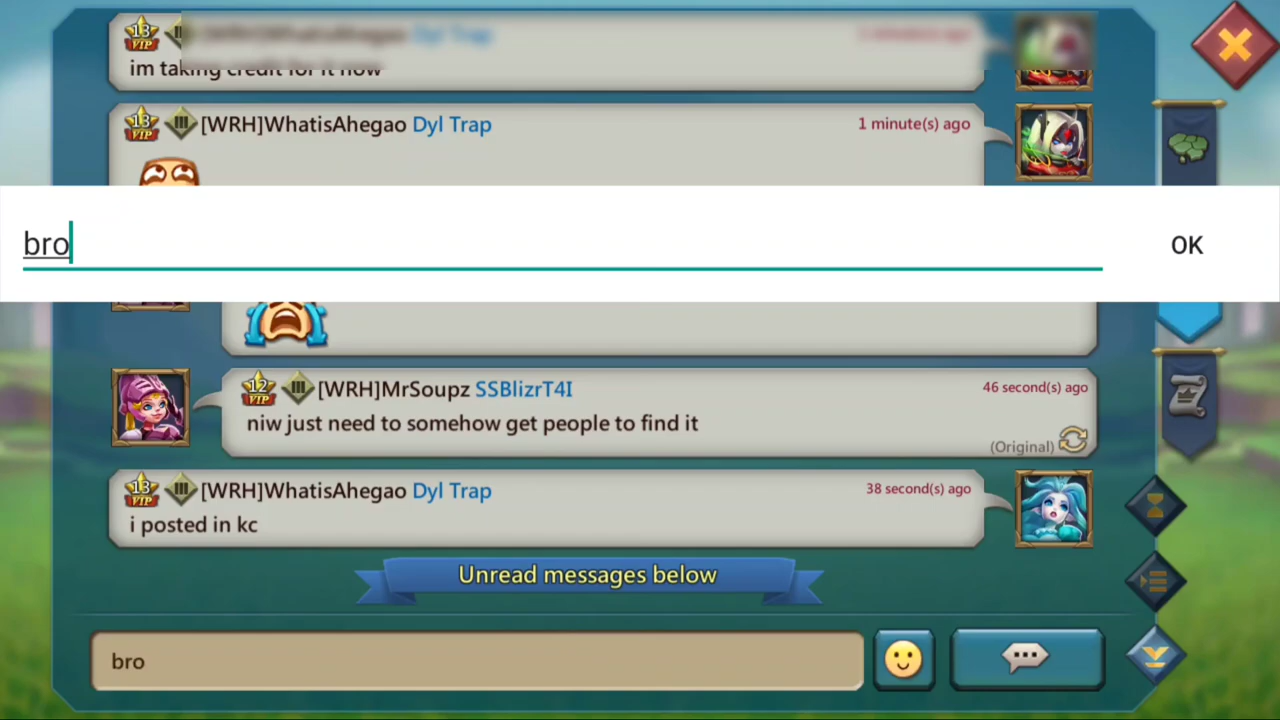 13
VIP
im taking credit for it now
13
VIP
[WRH]WhatisAhegao Dyl Trap
1 minute(s) ago
bro
OK
12
VIP
[WRH]MrSoupz SSBlizrT4I
46 second(s) ago
niw just need to somehow get people to find it
(Original)
13
VIP
[WRH]WhatisAhegao Dyl Trap
38 second(s) ago
i posted in kc
Unread messages below
bro